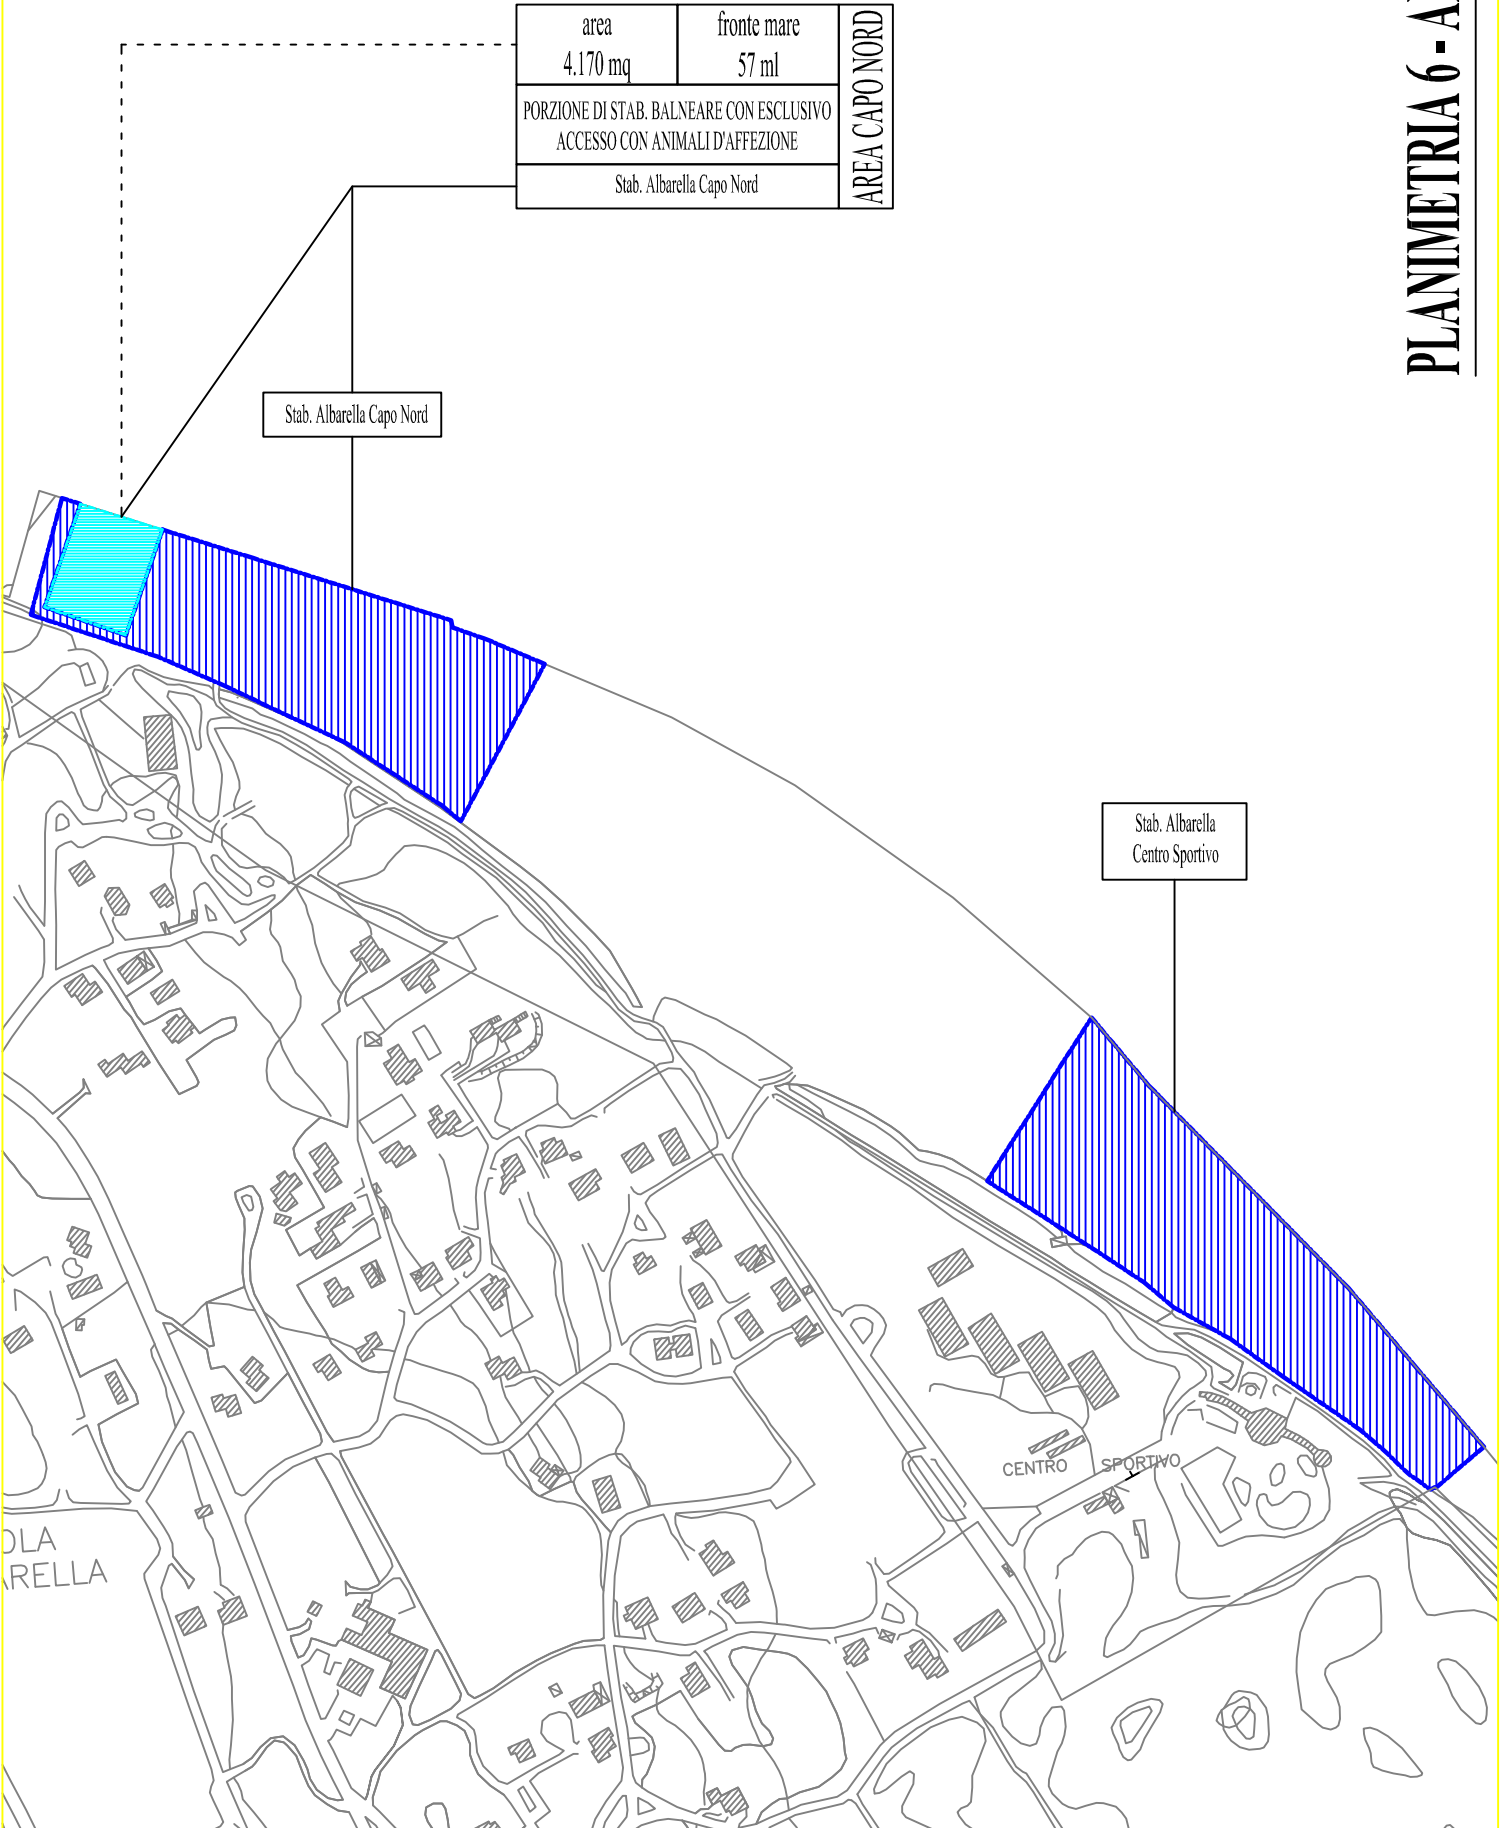 area
4.170 mq
fronte mare
57 ml
PORZIONE DI STAB. BALNEARE CON ESCLUSIVO
ACCESSO CON ANIMALI D'AFFEZIONE
Stab. Albarella Capo Nord
AREA CAPO NORD
PLANIMETRIA 6 - A
Stab. Albarella Capo Nord
Stab. Albarella
Centro Sportivo
CENTRO SPORTIVO
OLA
ARELLA